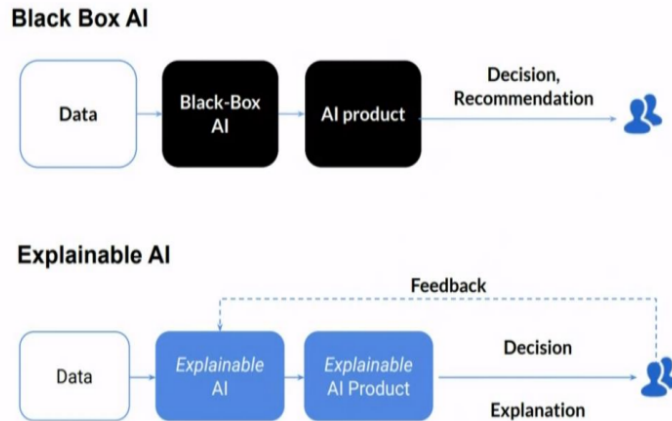 Black Box AI
Data
Black-Box
AI
AI product
Decision,
Recommendation
Explainable AI
Feedback
Data
Explainable
AI
Explainable
AI Product
Decision
Explanation